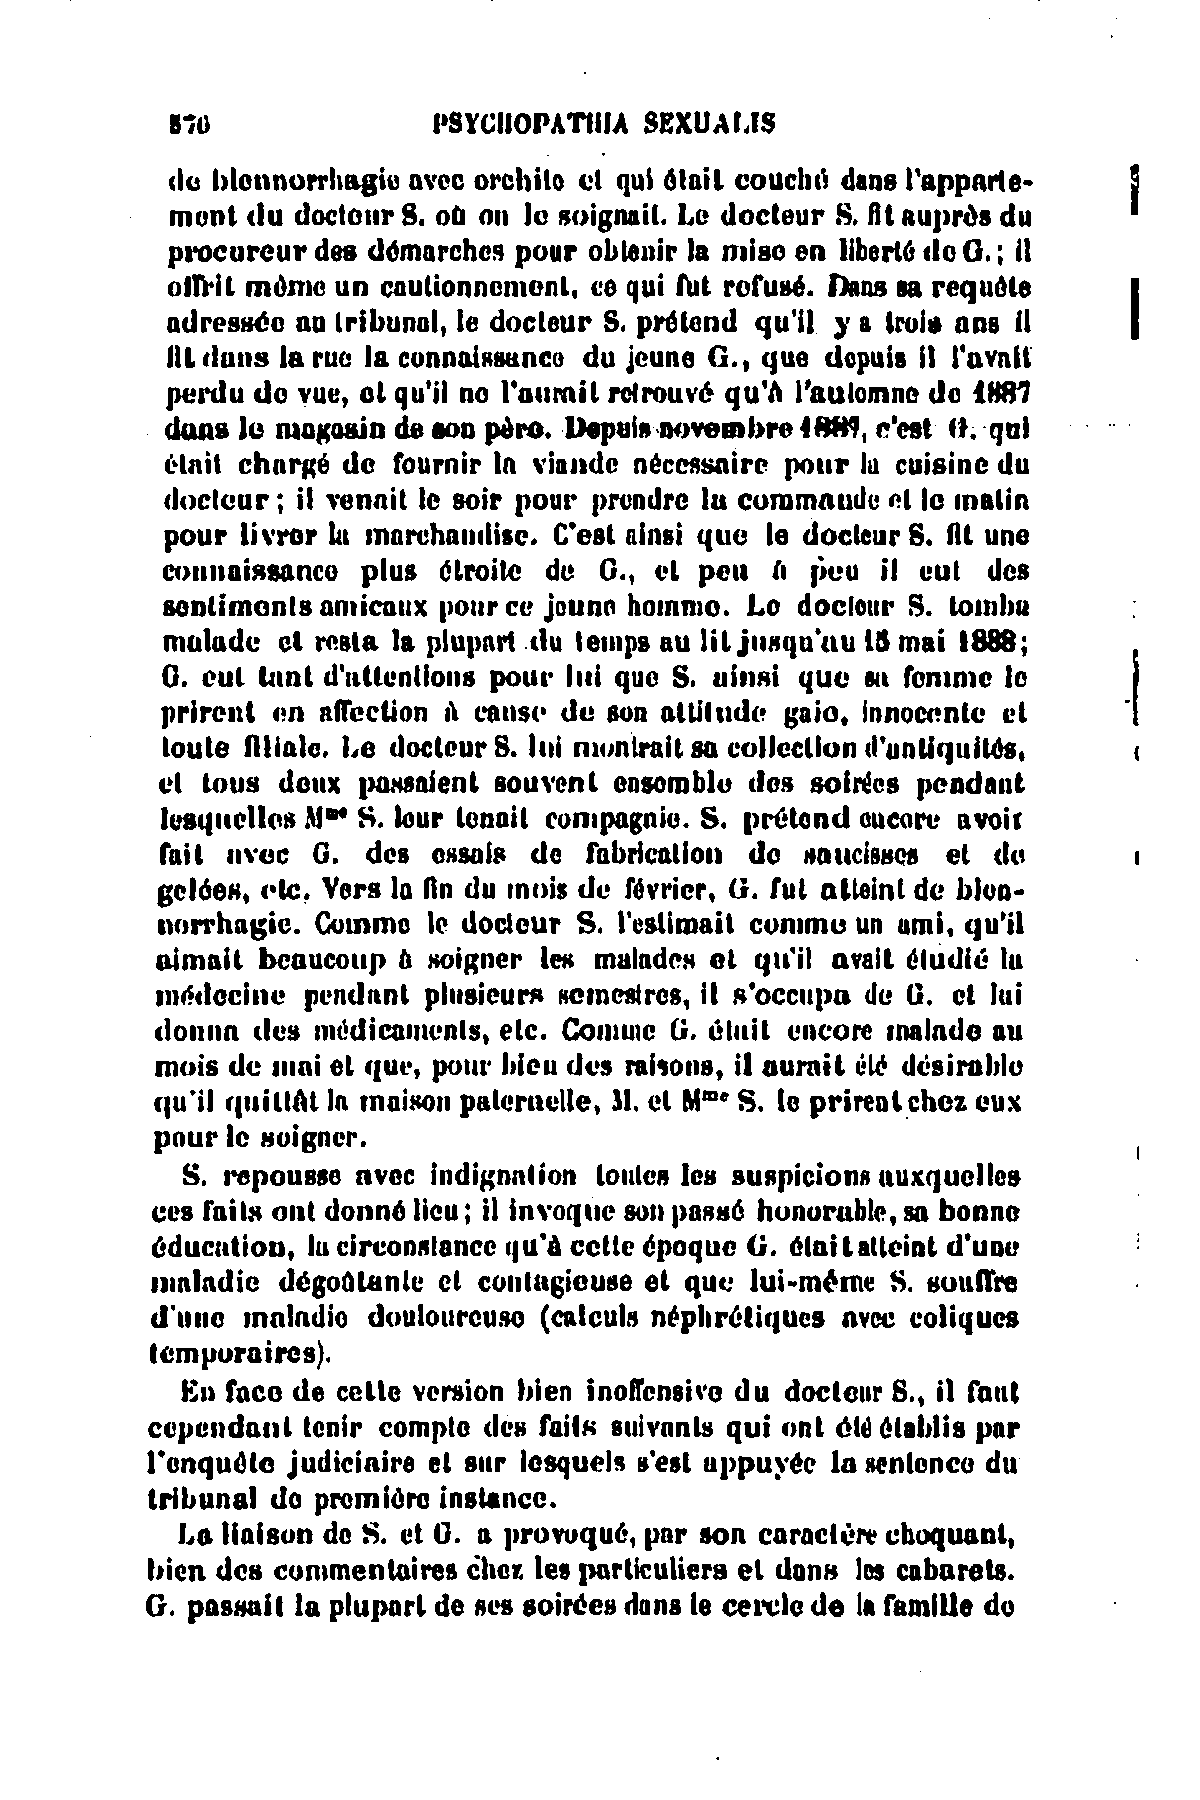 570 PSYCHOPATHIA SEXUALIS
de blennorrhagie avec orchite et qui était couché dans l'apparte-
ment du docteur S. où on le soignait. Le docteur S. fit auprès du
procureur des démarches pour obtenir la mise en liberté de G. ; il
offrit même un cautionnement, ce qui fut refusé. Dans sa requête
adressée au tribunal, le docteur S. prétend qu'il y a trois ans il
fit dans la rue la connaissance du jeune G., que depuis il l'avait
perdu de vue, et qu'il ne l'aurait retrouvé qu'à l'automne de 1887
dans le magasin de son père. Depuis novembre 1887, c'est G. qui
était chargé de fournir la viande nécessaire pour la cuisine du
docteur ; il venait le soir pour prendre la commande et le matin
pour livrer la marchandise. C'est ainsi que le docteur S. fit une
connaissance plus étroite de G., et peu à peu il eut des
sentiments amicaux pour ce jeune homme. Le docteur S. tomba
malade et resta la plupart du temps au lit jusqu'au 15 mai 1888 ;
G. eut tant d'attentions pour lui que S. ainsi que sa femme le
prirent en affection à cause de son attitude gaie, innocente et
toute filiale. Le docteur S. lui montrait sa collection d'antiquités,
et tous deux passaient souvent ensemble des soirées pendant
lesquelles Mme S. leur tenait compagnie. S. prétend encore avoir
fait avec G. des essais de fabrication de saucisses et de
gelées, etc. Vers la fin du mois de février, G. fut atteint de blen-
norrhagie. Comme le docteur S. l'estimait comme un ami, qu'il
aimait beaucoup à soigner les malades et qu'il avait étudié la
médecine pendant plusieurs semestres, il s'occupa de G. et lui
donna des médicaments, etc. Comme G. était encore malade au
mois de mai et que, pour bien des raisons, il aurait été désirable
qu'il quittât la maison paternelle, M. et Mme S. le prirent chez eux
pour le soigner.
S. repousse avec indignation toutes les suspicions auxquelles
ces faits ont donné lieu ; il invoque son passé honorable, sa bonne
éducation, la circonstance qu'à cette époque G. était atteint d'une
maladie dégoûtante et contagieuse et que lui-même S. souffre
d'une maladie douloureuse (calculs néphrétiques avec coliques
temporaires).
En face de cette version bien inoffensive du docteur S., il faut
cependant tenir compte des faits suivants qui ont été établis par
l'enquête judiciaire et sur lesquels s'est appuyée la sentence du
tribunal de première instance.
La liaison de S. et G. a provoqué, par son caractère choquant,
bien des commentaires chez les particuliers et dans les cabarets.
G. passait la plupart de ses soirées dans le cercle de la famille de